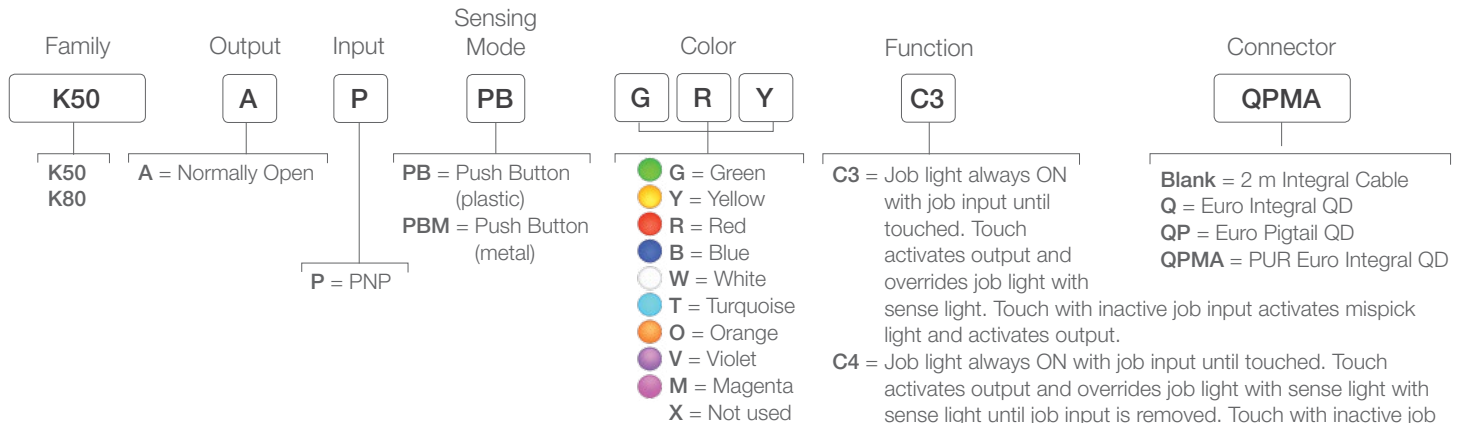 Family
Output
Input
Sensing
Mode
Color
Function
Connector
K50
A
P
PB
G
R
Y
C3
QPMA
K50
K80
A = Normally Open
P = PNP
PB = Push Button
(plastic)
PBM = Push Button
(metal)
G = Green
Y = Yellow
R = Red
B = Blue
W = White
T = Turquoise
O = Orange
V = Violet
M = Magenta
X = Not used
C3 = Job light always ON
with job input until
touched. Touch
activates output and
overrides job light with
sense light. Touch with inactive job input activates mispick
light and activates output.
C4 = Job light always ON with job input until touched. Touch
activates output and overrides job light with sense light with
sense light until job input is removed. Touch with inactive job
Blank = 2 m Integral Cable
Q = Euro Integral QD
QP = Euro Pigtail QD
QPMA = PUR Euro Integral QD